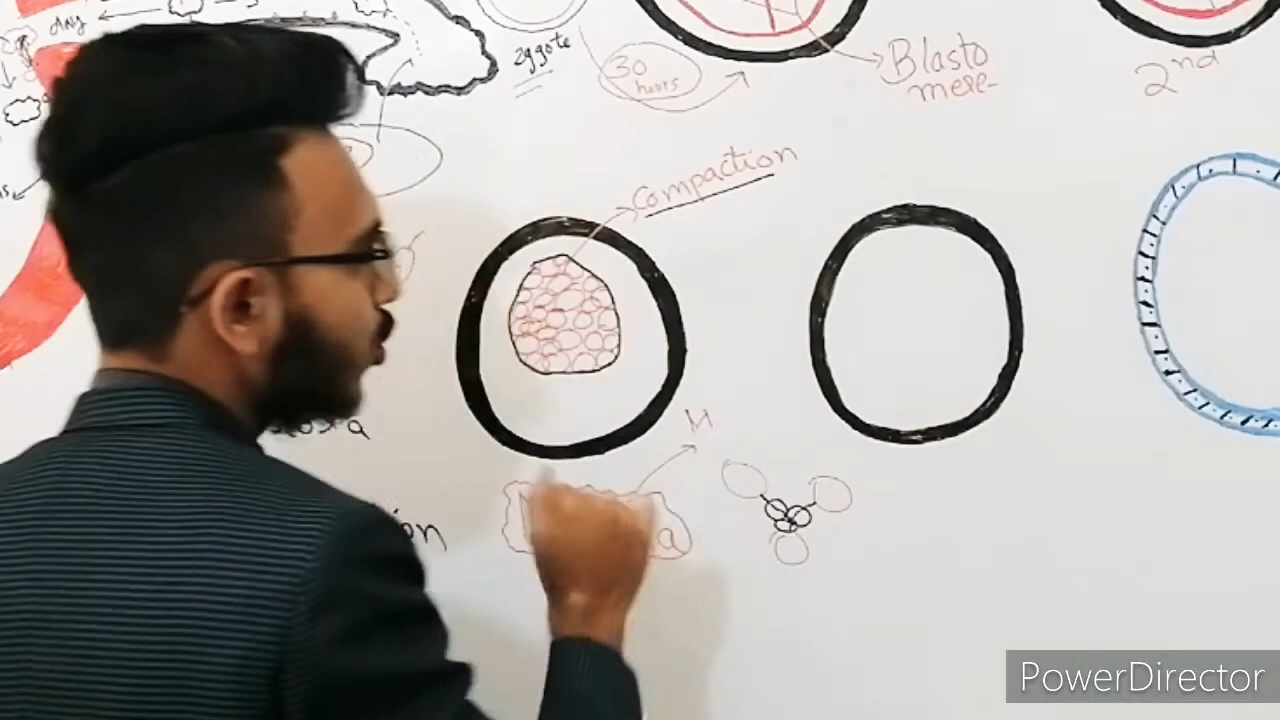 day
zygote
30
hours
Blasto
mere
2nd
Compaction
M
PowerDirector